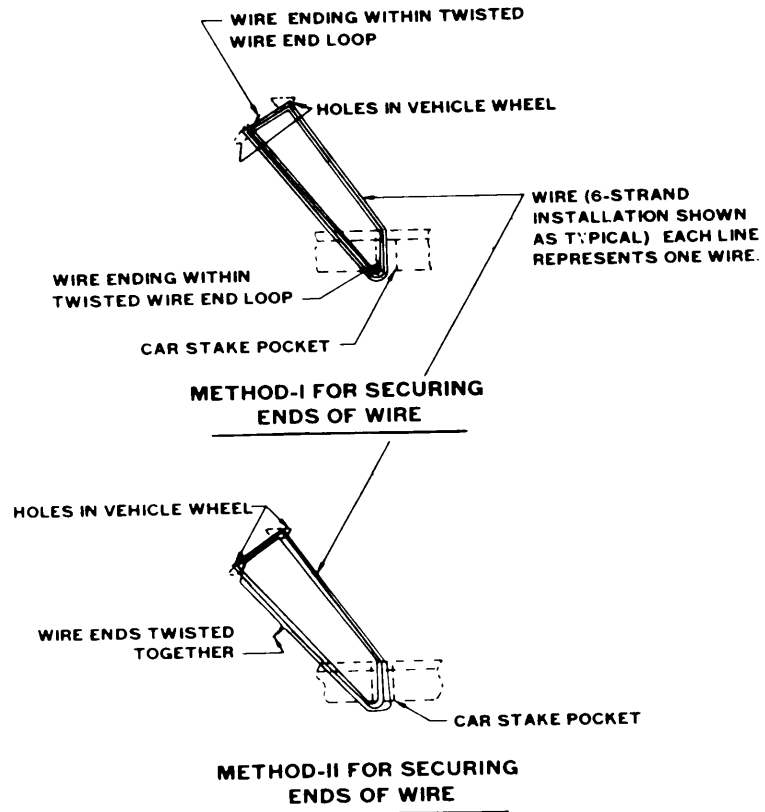 WIRE ENDING WITHIN TWISTED
WIRE END LOOP
HOLES IN VEHICLE WHEEL
WIRE (6-STRAND
INSTALLATION SHOWN
AS TYPICAL) EACH LINE
REPRESENTS ONE WIRE.
WIRE ENDING WITHIN
TWISTED WIRE END LOOP
CAR STAKE POCKET
METHOD-I FOR SECURING
ENDS OF WIRE
HOLES IN VEHICLE WHEEL
WIRE ENDS TWISTED
TOGETHER
CAR STAKE POCKET
METHOD-II FOR SECURING
ENDS OF WIRE